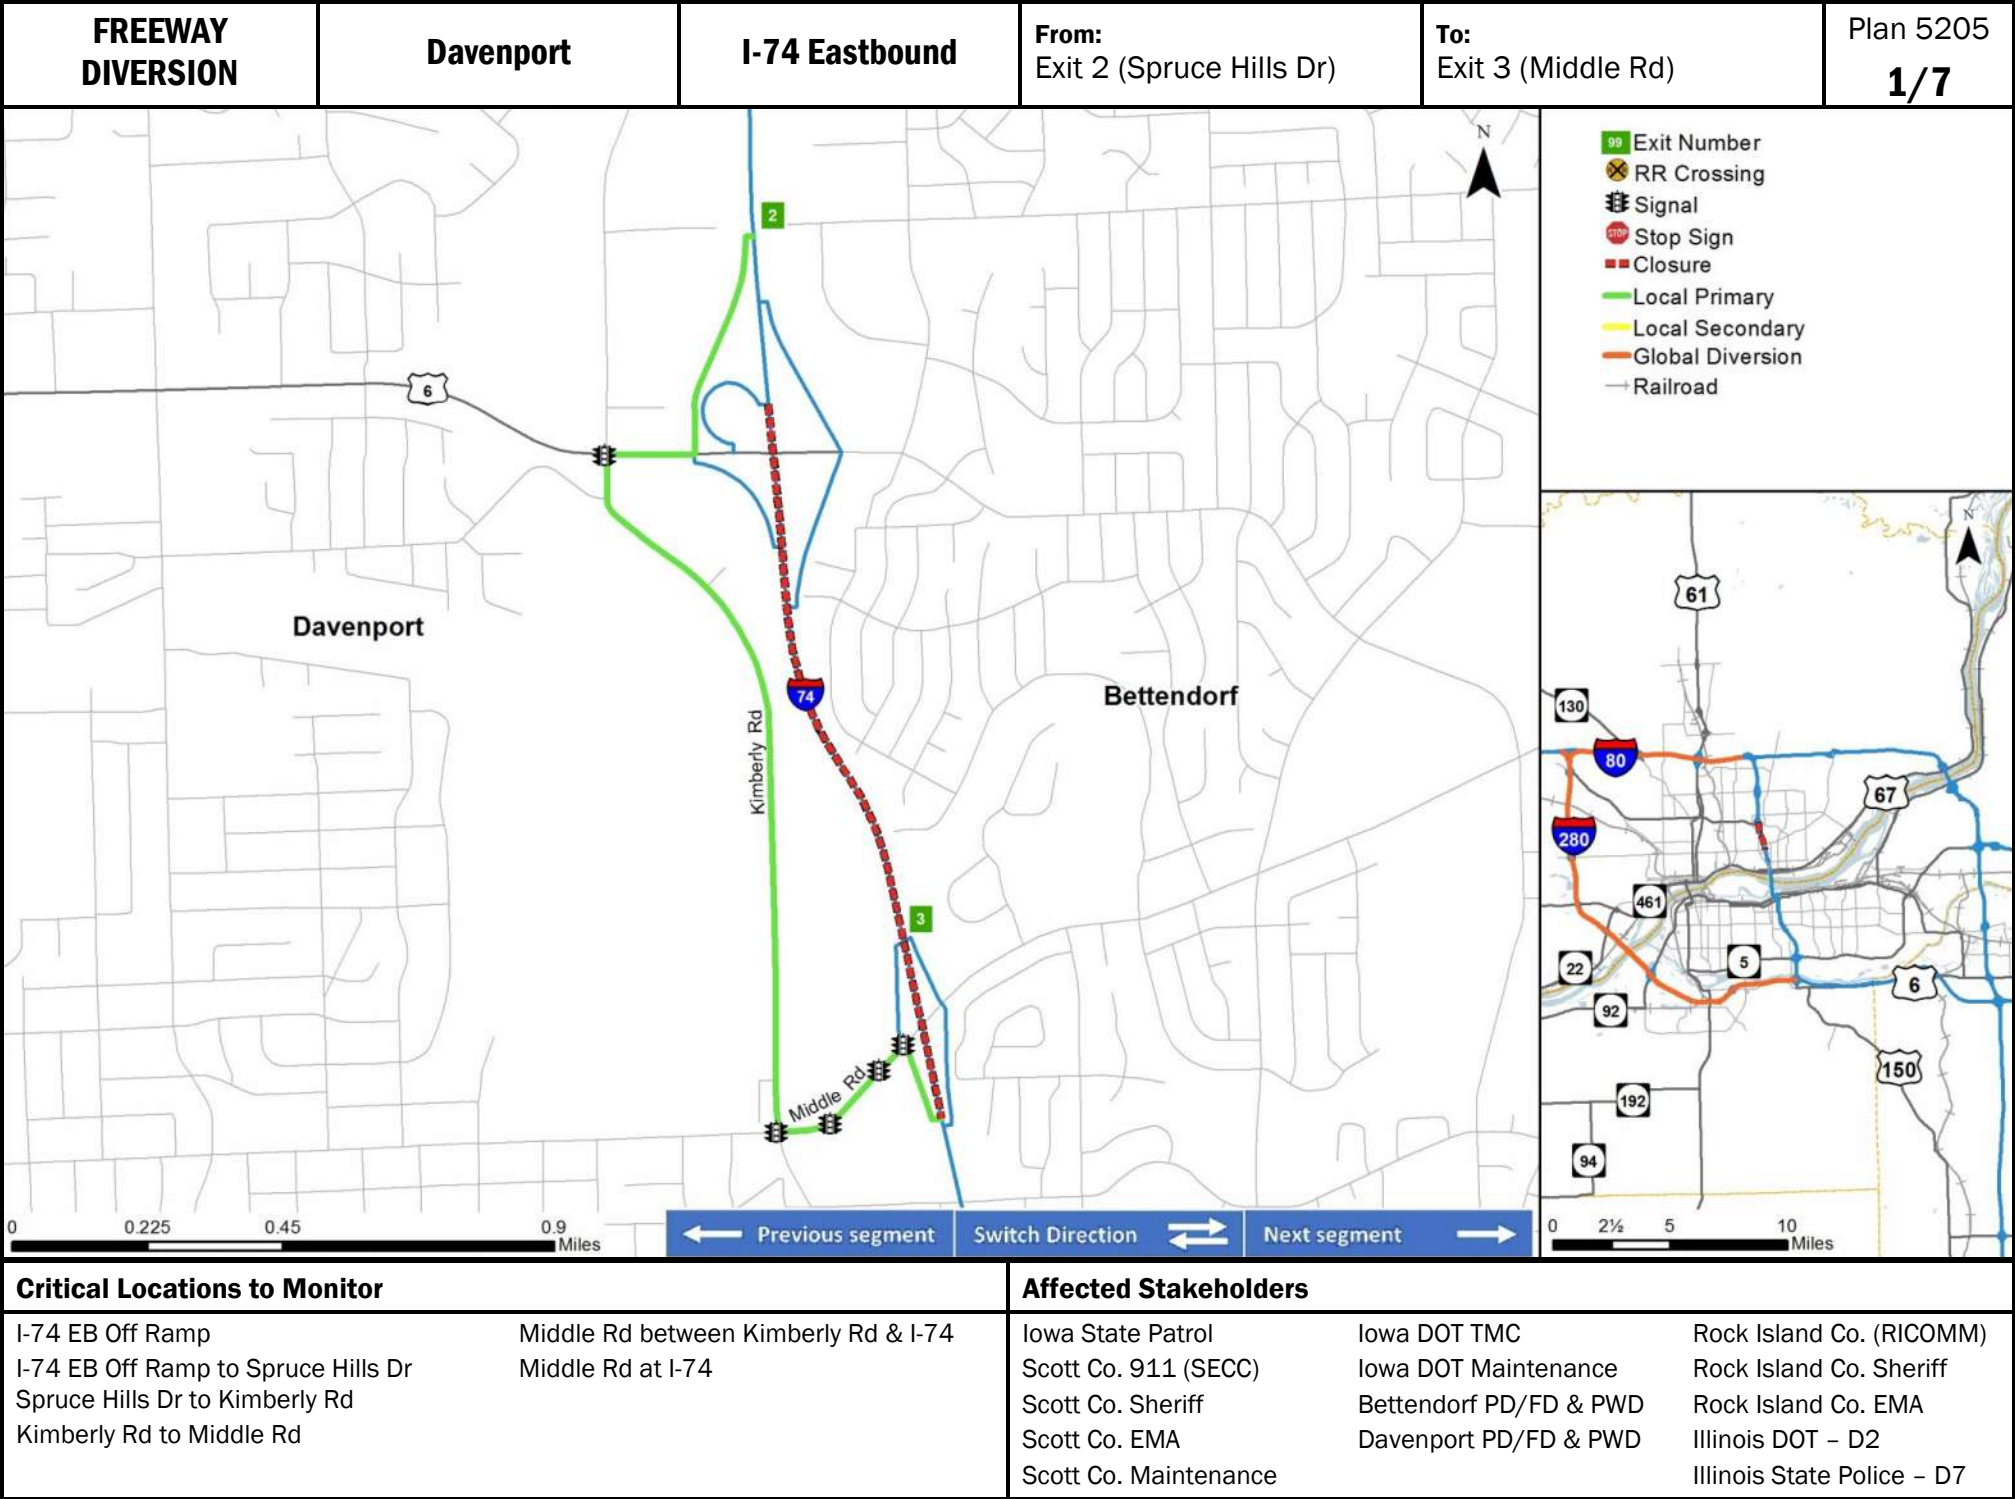 FREEWAY
DIVERSION
Davenport
I-74 Eastbound
From:
Exit 2 (Spruce Hills Dr)
To:
Exit 3 (Middle Rd)
Plan 5205
1/7
N
2
6
Davenport
74
Bettendorf
Kimberly Rd
3
Middle Rd
0 0.225 0.45 0.9
Miles
Previous segment
Switch Direction
Next segment
99 Exit Number
RR Crossing
Signal
STOP Stop Sign
Closure
Local Primary
Local Secondary
Global Diversion
Railroad
N
61
130
80
67
280
461
5
22
6
92
150
192
94
0 2½ 5 10
Miles
Critical Locations to Monitor
I-74 EB Off Ramp
I-74 EB Off Ramp to Spruce Hills Dr
Spruce Hills Dr to Kimberly Rd
Kimberly Rd to Middle Rd
Middle Rd between Kimberly Rd & I-74
Middle Rd at I-74
Affected Stakeholders
Iowa State Patrol
Scott Co. 911 (SECC)
Scott Co. Sheriff
Scott Co. EMA
Scott Co. Maintenance
Iowa DOT TMC
Iowa DOT Maintenance
Bettendorf PD/FD & PWD
Davenport PD/FD & PWD
Rock Island Co. (RICOMM)
Rock Island Co. Sheriff
Rock Island Co. EMA
Illinois DOT – D2
Illinois State Police – D7